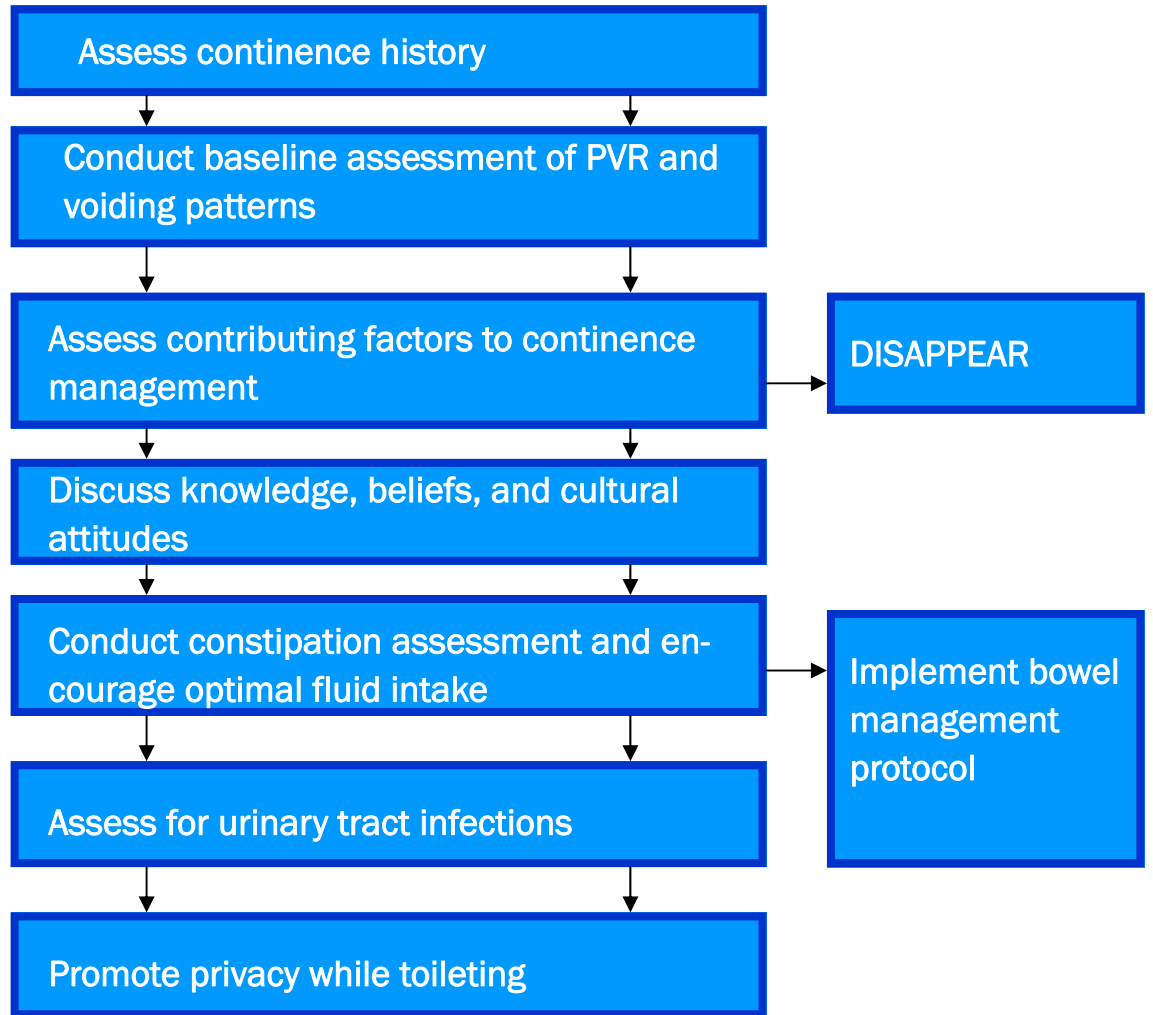 Assess continence history
Conduct baseline assessment of PVR and
voiding patterns
Assess contributing factors to continence
management
DISAPPEAR
Discuss knowledge, beliefs, and cultural
attitudes
Conduct constipation assessment and en-
courage optimal fluid intake
Implement bowel
management
protocol
Assess for urinary tract infections
Promote privacy while toileting